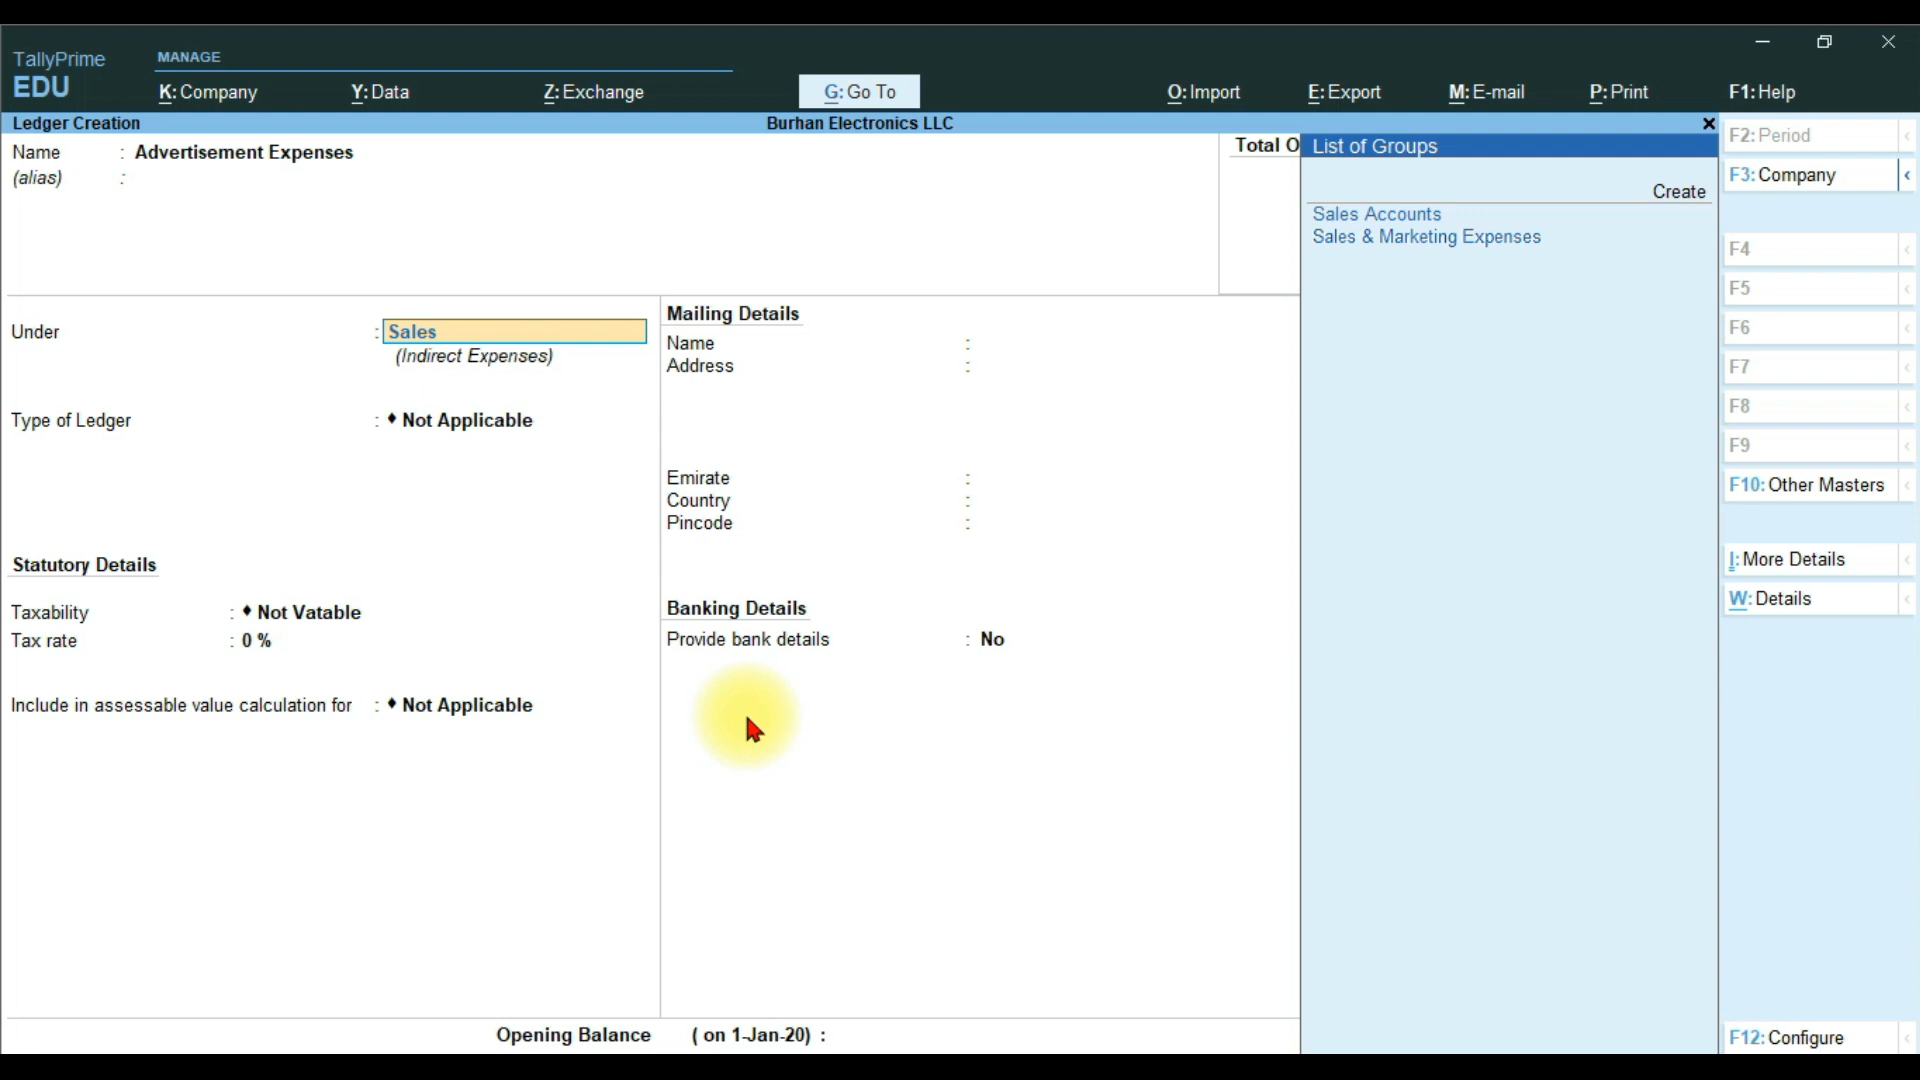 TallyPrime
EDU
MANAGE
K: Company
Y: Data
Z: Exchange
G: Go To
O: Import
E: Export
M: E-mail
P: Print
F1: Help
Ledger Creation
Burhan Electronics LLC
Name : Advertisement Expenses
(alias) :
Total O
Under : Sales
(Indirect Expenses)
Type of Ledger : ♦ Not Applicable
Statutory Details
Taxability : ♦ Not Vatable
Tax rate : 0 %
Include in assessable value calculation for : ♦ Not Applicable
Mailing Details
Name :
Address :
Emirate :
Country :
Pincode :
Banking Details
Provide bank details : No
Opening Balance ( on 1-Jan-20) :
List of Groups
Create
Sales Accounts
Sales & Marketing Expenses
F2: Period
F3: Company
F4
F5
F6
F7
F8
F9
F10: Other Masters
I: More Details
W: Details
F12: Configure